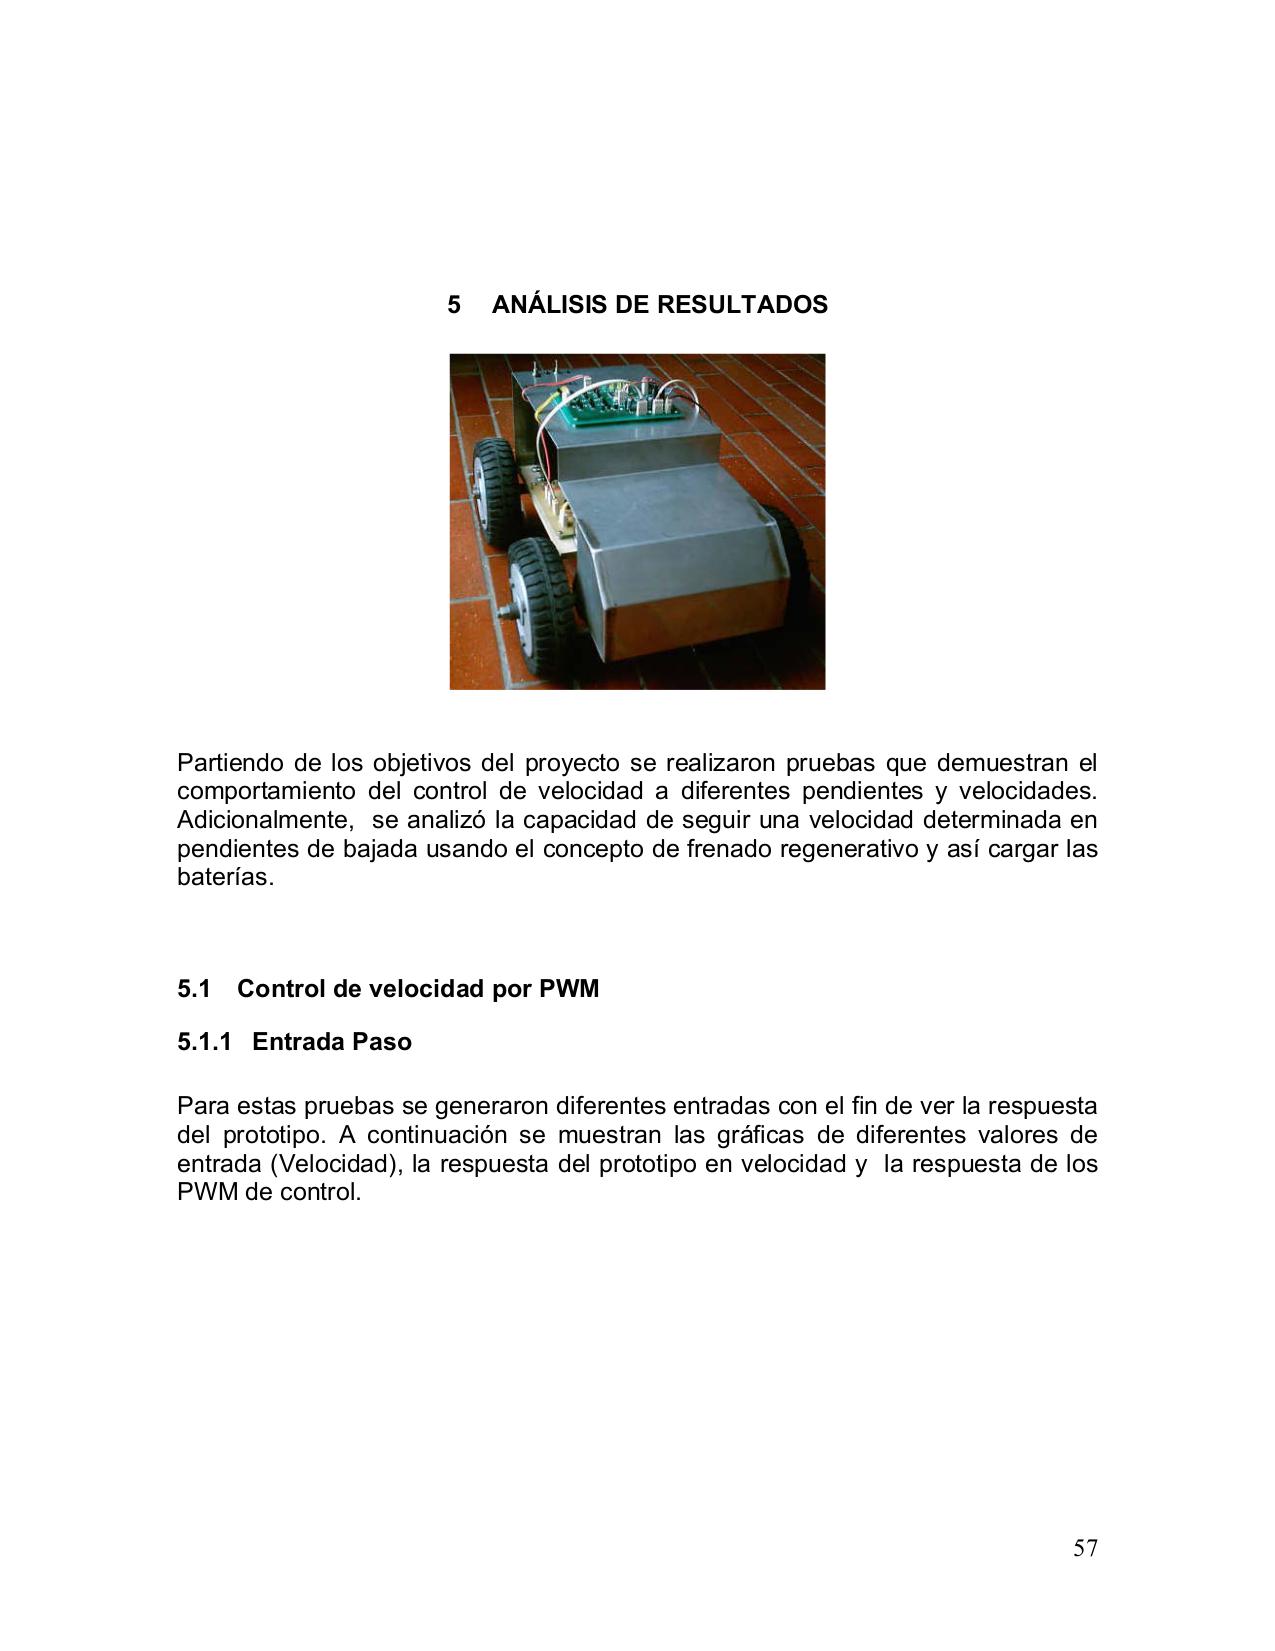 5 ANÁLISIS DE RESULTADOS
Partiendo de los objetivos del proyecto se realizaron pruebas que demuestran el
comportamiento del control de velocidad a diferentes pendientes y velocidades.
Adicionalmente, se analizó la capacidad de seguir una velocidad determinada en
pendientes de bajada usando el concepto de frenado regenerativo y así cargar las
baterías.
5.1 Control de velocidad por PWM
5.1.1 Entrada Paso
Para estas pruebas se generaron diferentes entradas con el fin de ver la respuesta
del prototipo. A continuación se muestran las gráficas de diferentes valores de
entrada (Velocidad), la respuesta del prototipo en velocidad y la respuesta de los
PWM de control.
57